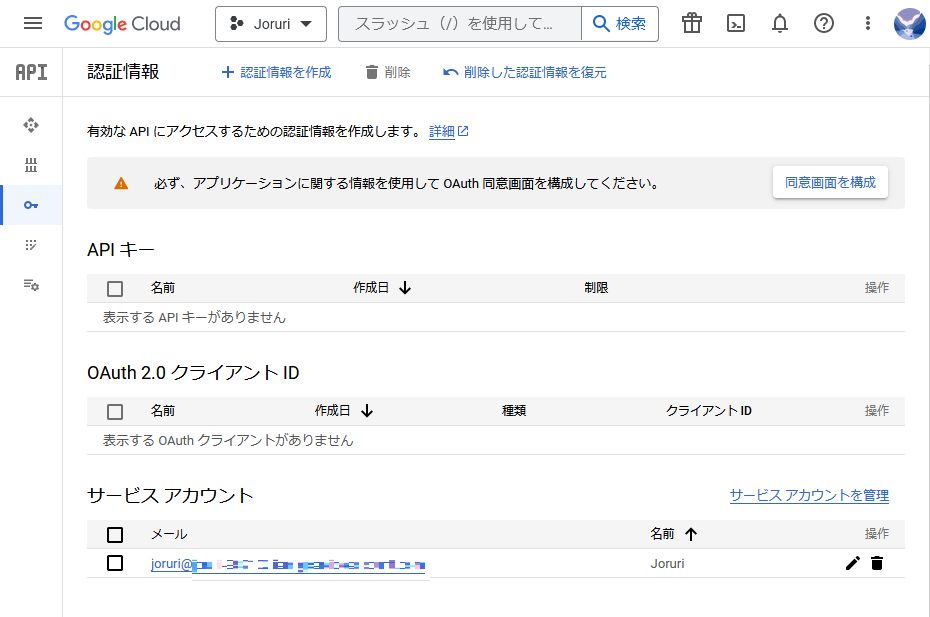 Google Cloud Joruri スラッシュ（/）を使用して... 検索
API 認証情報 認証情報を作成 削除 削除した認証情報を復元
有効な API にアクセスするための認証情報を作成します。 詳細
必ず、アプリケーションに関する情報を使用して OAuth 同意画面を構成してください。 同意画面を構成
API キー
名前 作成日 制限 操作
表示する API キーがありません
OAuth 2.0 クライアント ID
名前 作成日 種類 クライアント ID 操作
表示する OAuth クライアントがありません
サービス アカウント サービス アカウントを管理
メール 名前 操作
joruri@ Joruri